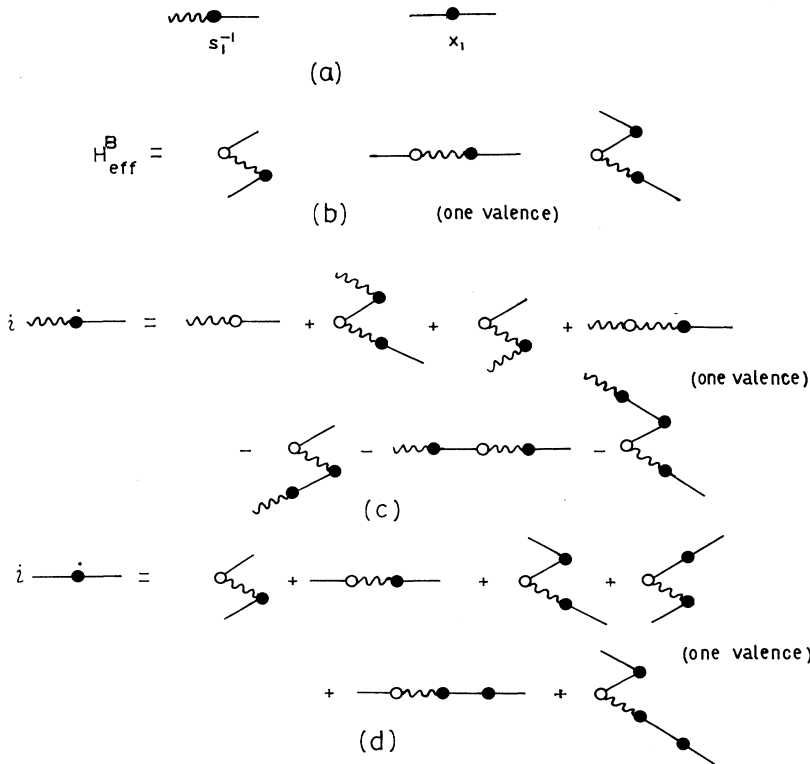 s₁⁻¹ x₁
(a)
H^B_eff =
(b) (one valence)
i = + + +
(one valence)
- - -
(c)
i = + + +
(one valence)
+ +
(d)